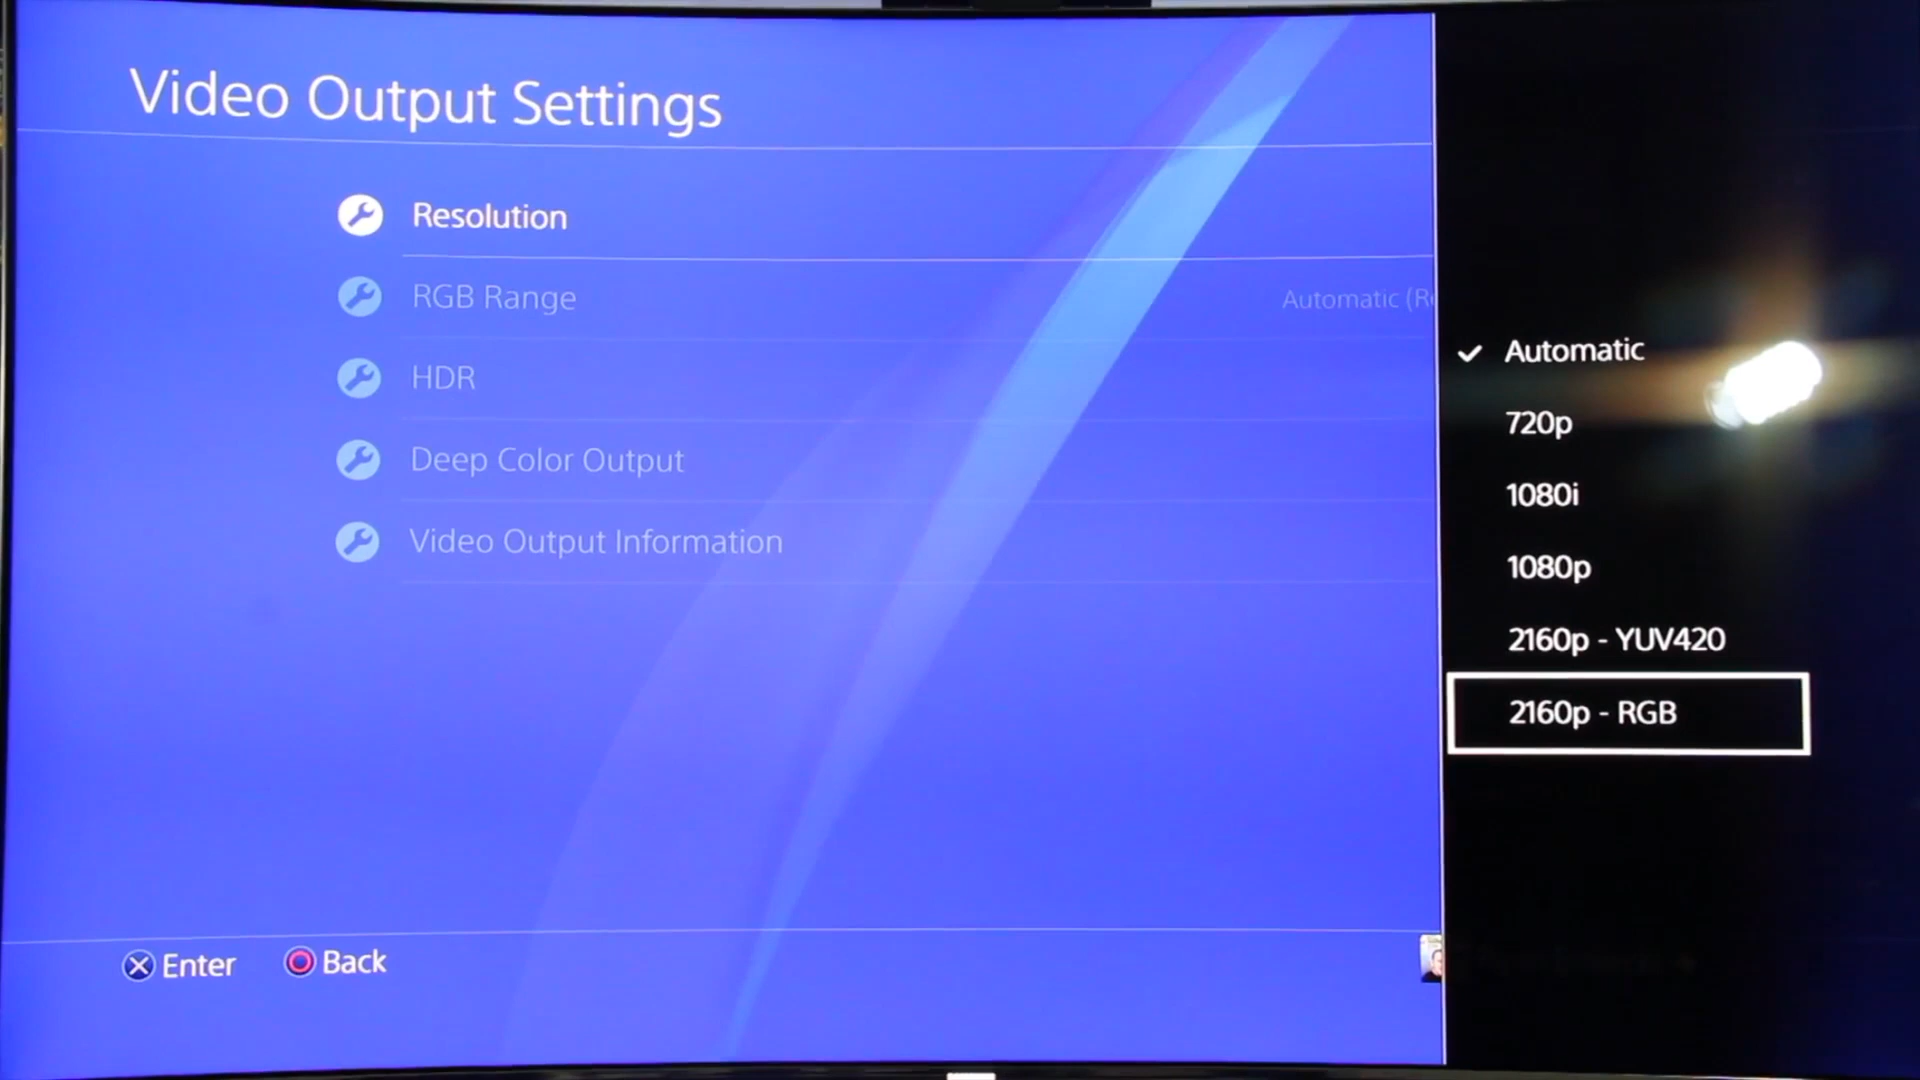 Video Output Settings
Resolution
RGB Range
Automatic (R
HDR
Deep Color Output
Video Output Information
Automatic
720p
1080i
1080p
2160p - YUV420
2160p - RGB
Enter
Back